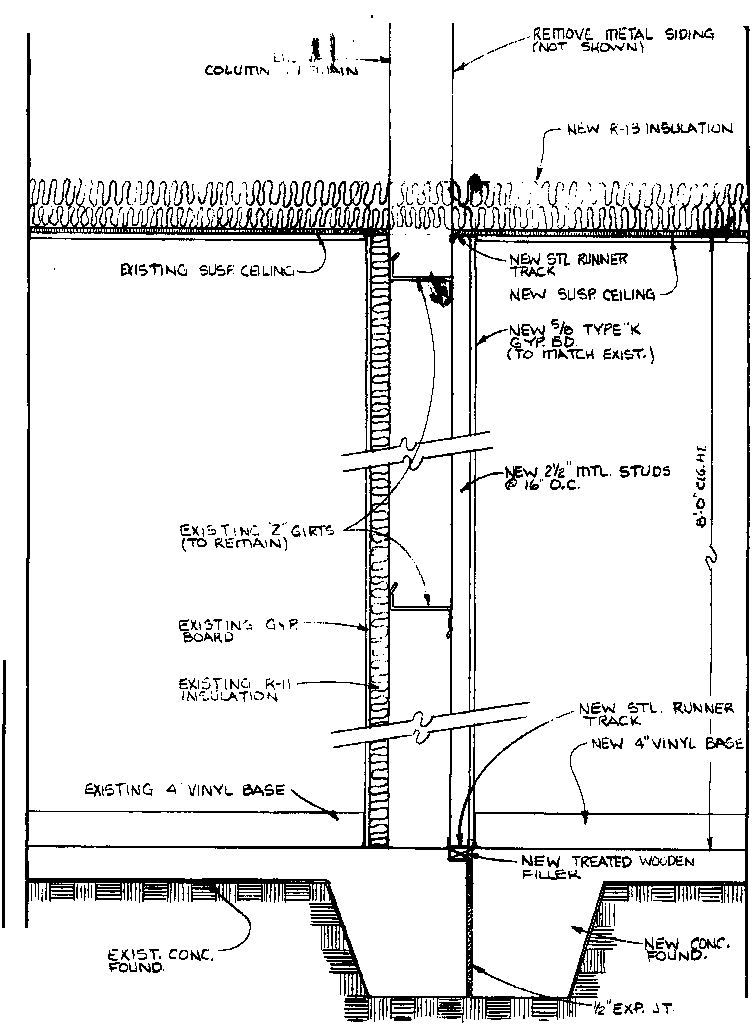 REMOVE METAL SIDING
(NOT SHOWN)
COLUMN
NEW R-13 INSULATION
EXISTING SUSP. CEILING
NEW STL RUNNER
TRACK
NEW SUSP. CEILING
NEW 5/8 TYPE "K
GYP. BD.
(TO MATCH EXIST.)
NEW 2½" MTL. STUDS
@ 16" O.C.
8'-0" CLG. HT.
EXISTING "Z" GIRTS
(TO REMAIN)
EXISTING GYP.
BOARD
EXISTING R-11
INSULATION
NEW STL. RUNNER
TRACK
NEW 4" VINYL BASE
EXISTING 4" VINYL BASE
NEW TREATED WOODEN
FILLER
EXIST. CONC.
FOUND.
NEW CONC.
FOUND.
½" EXP. JT.